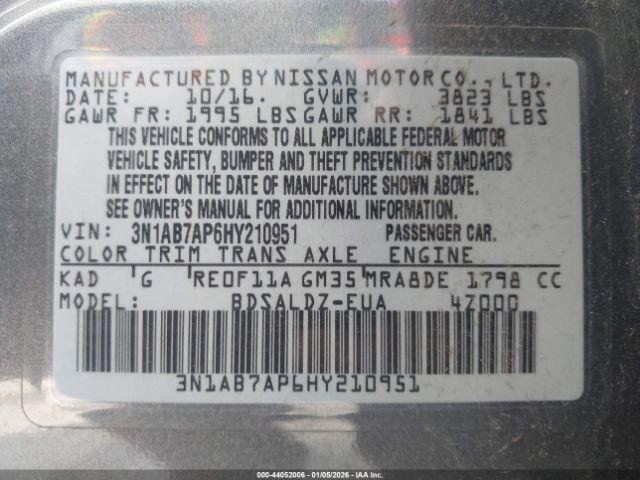 MANUFACTURED BY NISSAN MOTOR CO., LTD.
DATE: 10/16. GVWR: 3823 LBS
GAWR FR: 1995 LBS GAWR RR: 1841 LBS
THIS VEHICLE CONFORMS TO ALL APPLICABLE FEDERAL MOTOR
VEHICLE SAFETY, BUMPER AND THEFT PREVENTION STANDARDS
IN EFFECT ON THE DATE OF MANUFACTURE SHOWN ABOVE.
SEE OWNER'S MANUAL FOR ADDITIONAL INFORMATION.
VIN: 3N1AB7AP6HY210951 PASSENGER CAR.
COLOR TRIM TRANS AXLE ENGINE
KAD G RE0F11A GM35 MRA8DE 1798 CC
MODEL: BDSALDZ-EUA 4Z000
3N1AB7AP6HY210951
000-44052006 - 01/05/2026 - IAA Inc.